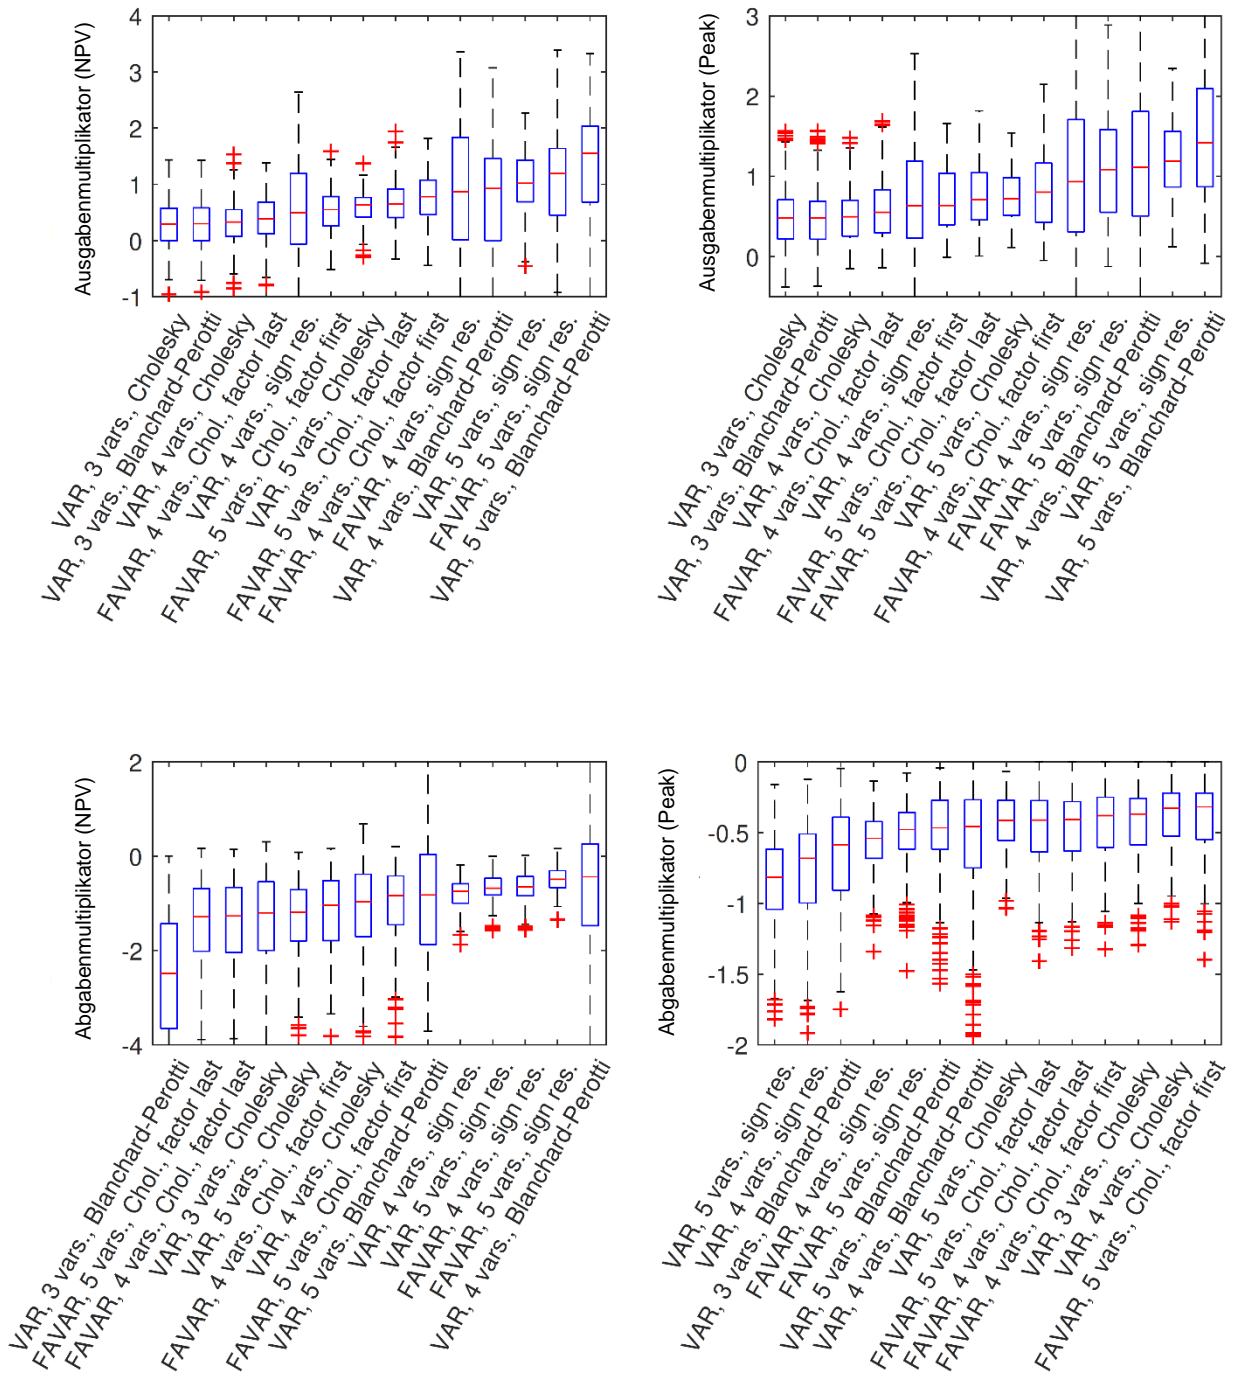 Ausgabenmultiplikator (NPV)
4
3
2
1
0
-1
VAR, 3 vars., Cholesky
VAR, 3 vars., Blanchard-Perotti
VAR, 4 vars., Cholesky
FAVAR, 4 vars., Chol., factor last
VAR, 4 vars., sign res.
FAVAR, 5 vars., Chol., factor first
VAR, 5 vars., Cholesky
FAVAR, 5 vars., Chol., factor last
FAVAR, 4 vars., Chol., factor first
FAVAR, 4 vars., sign res.
VAR, 4 vars., Blanchard-Perotti
VAR, 5 vars., sign res.
FAVAR, 5 vars., sign res.
VAR, 5 vars., Blanchard-Perotti
Ausgabenmultiplikator (Peak)
3
2
1
0
VAR, 3 vars., Cholesky
VAR, 3 vars., Blanchard-Perotti
VAR, 4 vars., Cholesky
FAVAR, 4 vars., Chol., factor last
VAR, 4 vars., sign res.
FAVAR, 5 vars., Chol., factor first
FAVAR, 5 vars., Chol., factor last
VAR, 5 vars., Cholesky
FAVAR, 4 vars., Chol., factor first
FAVAR, 4 vars., sign res.
FAVAR, 5 vars., sign res.
VAR, 4 vars., Blanchard-Perotti
VAR, 5 vars., sign res.
VAR, 5 vars., Blanchard-Perotti
Abgabenmultiplikator (NPV)
2
0
-2
-4
VAR, 3 vars., Blanchard-Perotti
FAVAR, 5 vars., Chol., factor last
FAVAR, 4 vars., Chol., factor last
VAR, 3 vars., Cholesky
VAR, 5 vars., Cholesky
FAVAR, 4 vars., Chol., factor first
VAR, 4 vars., Cholesky
FAVAR, 5 vars., Chol., factor first
VAR, 5 vars., Blanchard-Perotti
VAR, 4 vars., sign res.
VAR, 5 vars., sign res.
FAVAR, 4 vars., sign res.
FAVAR, 5 vars., sign res.
VAR, 4 vars., Blanchard-Perotti
Abgabenmultiplikator (Peak)
0
-0.5
-1
-1.5
-2
VAR, 5 vars., sign res.
VAR, 4 vars., sign res.
VAR, 3 vars., Blanchard-Perotti
FAVAR, 4 vars., sign res.
FAVAR, 5 vars., sign res.
VAR, 5 vars., Blanchard-Perotti
VAR, 4 vars., Blanchard-Perotti
VAR, 5 vars., Cholesky
FAVAR, 5 vars., Chol., factor last
FAVAR, 4 vars., Chol., factor last
FAVAR, 4 vars., Chol., factor first
VAR, 3 vars., Cholesky
VAR, 4 vars., Cholesky
FAVAR, 5 vars., Chol., factor first